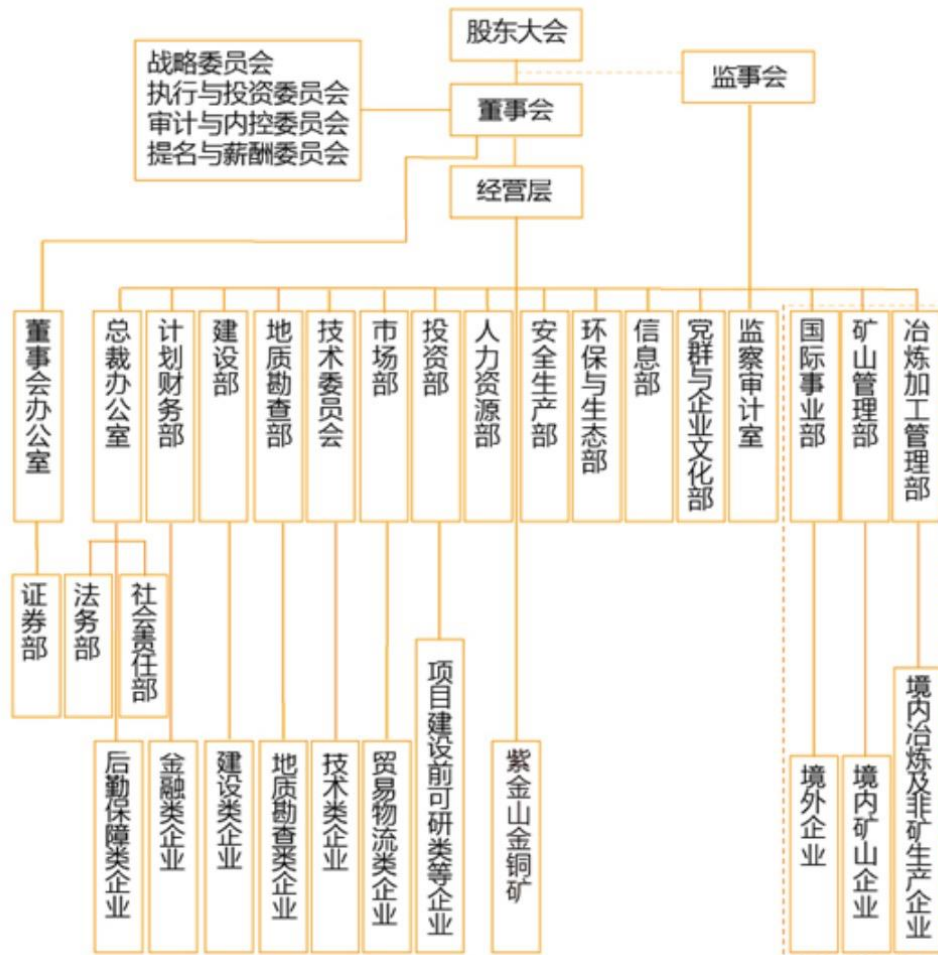 股东大会
战略委员会
执行与投资委员会
审计与内控委员会
提名与薪酬委员会
监事会
董事会
经营层
董事会办公室
总裁办公室
计划财务部
建设部
地质勘查部
技术委员会
市场部
投资部
人力资源部
安全生产部
环保与生态部
信息部
党群与企业文化部
监察审计室
国际事业部
矿山管理部
冶炼加工管理部
证券部
法务部
社会责任部
后勤保障类企业
金融类企业
建设类企业
地质勘查类企业
技术类企业
贸易物流类企业
项目建设前可研类等企业
紫金山金铜矿
境外企业
境内矿山企业
境内冶炼及非矿生产企业